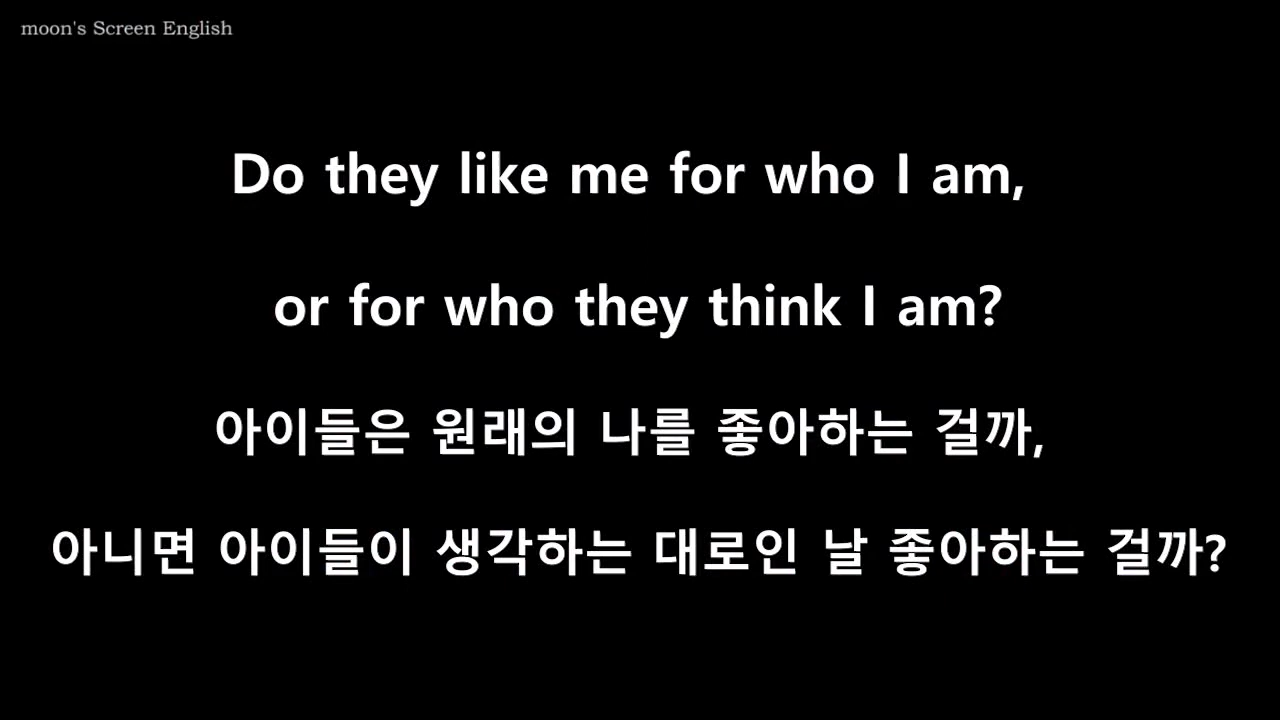 moon's Screen English
Do they like me for who I am,
or for who they think I am?
아이들은 원래의 나를 좋아하는 걸까,
아니면 아이들이 생각하는 대로인 날 좋아하는 걸까?